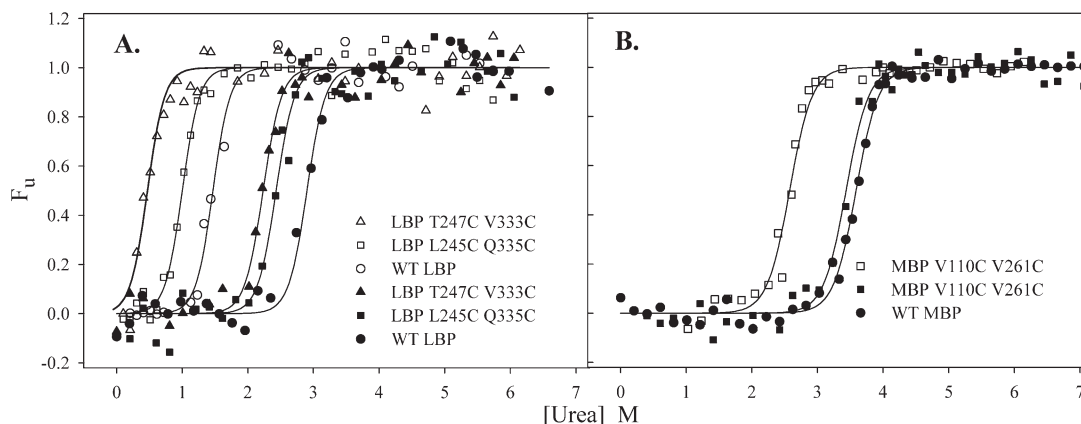 A.
B.
1.2
1.0
0.8
0.6
0.4
0.2
0.0
-0.2
F_u
△ LBP T247C V333C
□ LBP L245C Q335C
○ WT LBP
▲ LBP T247C V333C
■ LBP L245C Q335C
● WT LBP
□ MBP V110C V261C
■ MBP V110C V261C
● WT MBP
0 1 2 3 4 5 6 7
0 1 2 3 4 5 6 7
[Urea] M